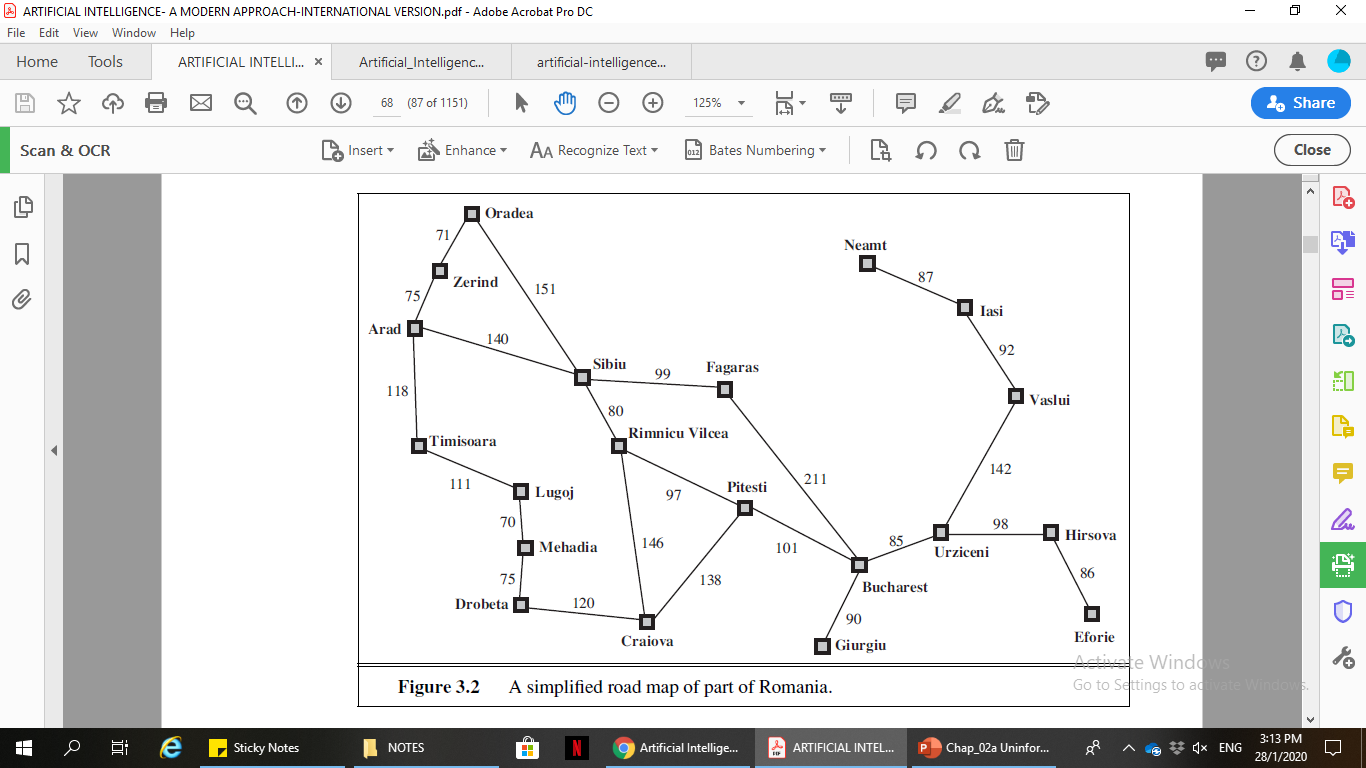 ARTIFICIAL INTELLIGENCE- A MODERN APPROACH-INTERNATIONAL VERSION.pdf - Adobe Acrobat Pro DC
File Edit View Window Help
Home Tools ARTIFICIAL INTELLI... × Artificial_Intelligenc... artificial-intelligence...
68 (87 of 1151) 125% Share
Scan & OCR Insert Enhance Recognize Text Bates Numbering Close
Oradea
71
Neamt
Zerind
87
151
75
Iasi
Arad
140
92
Sibiu
99
Fagaras
118
Vaslui
80
Rimnicu Vilcea
Timisoara
142
111
211
Lugoj
97
Pitesti
70
98
Hirsova
146
101
85
Mehadia
Urziceni
75
138
86
Bucharest
Drobeta
120
90
Craiova
Giurgiu
Eforie
Activate Windows
Go to Settings to activate Windows.
Figure 3.2 A simplified road map of part of Romania.
Sticky Notes NOTES N Artificial Intellige... ARTIFICIAL INTEL... Chap_02a Uninfor... ENG
3:13 PM
28/1/2020